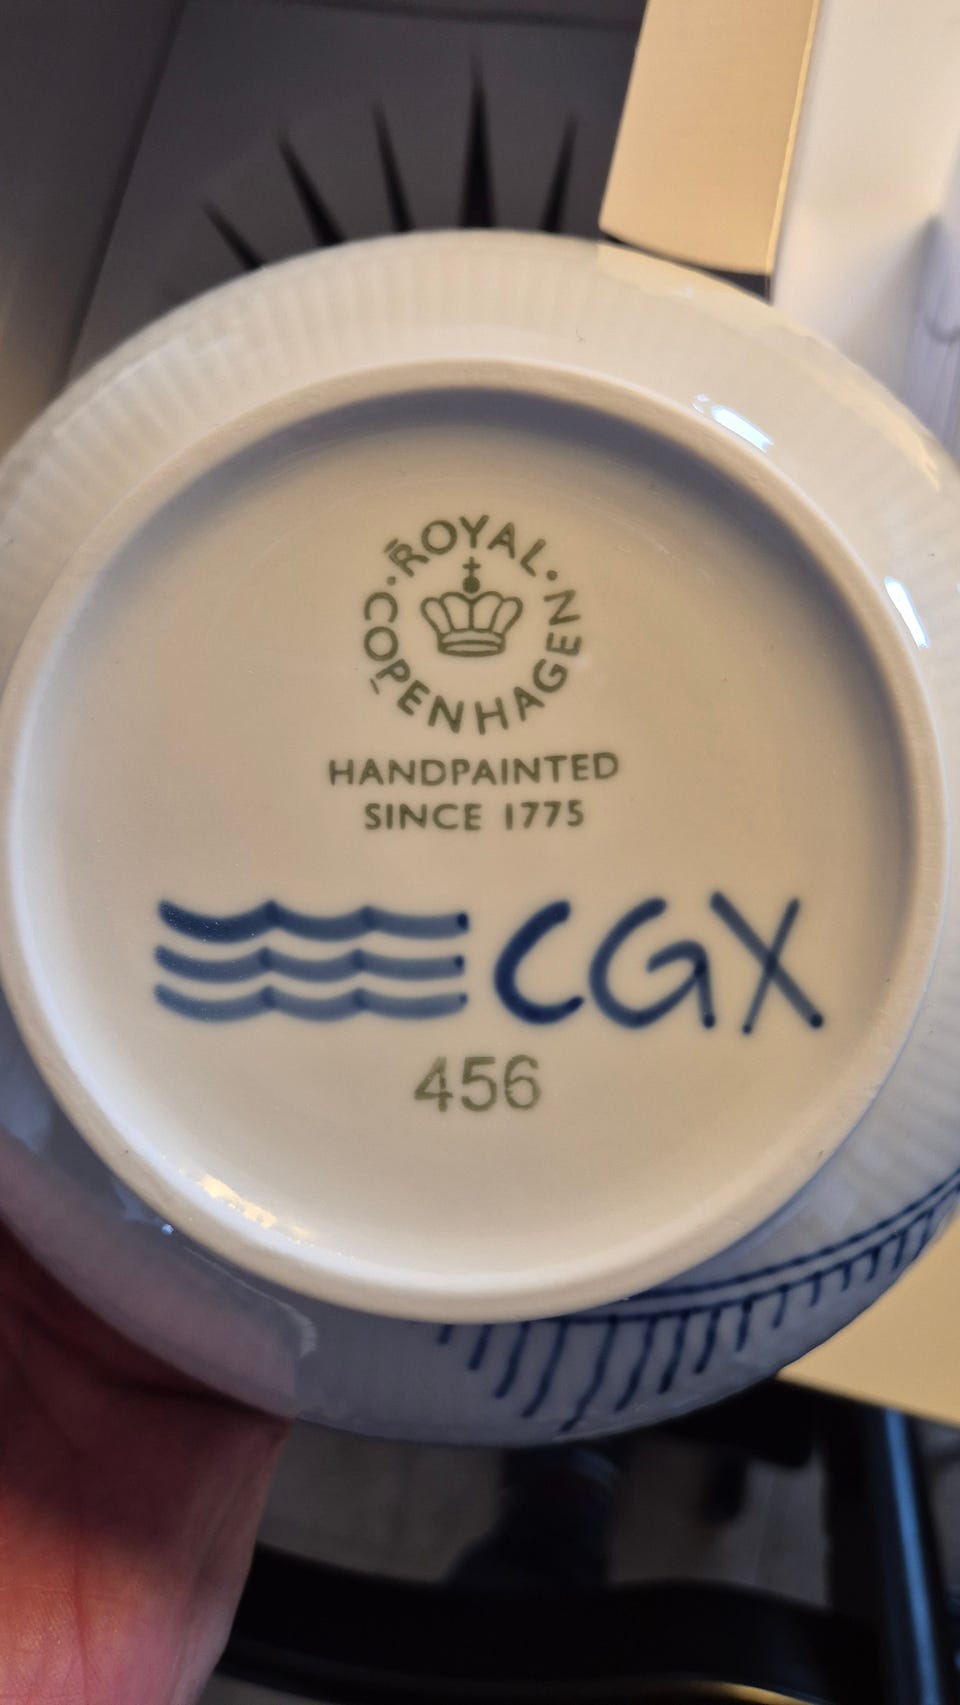 ROYAL
COPENHAGEN
HANDPAINTED
SINCE 1775
CGX
456